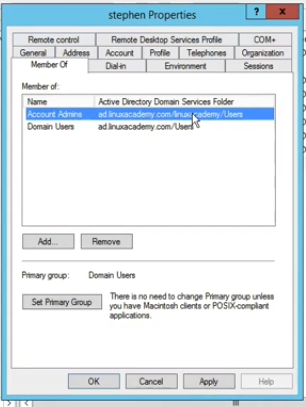 stephen Properties
?
x
Remote control Remote Desktop Services Profile COM+
General Address Account Profile Telephones Organization
Member Of Dial-in Environment Sessions
Member of:
Name Active Directory Domain Services Folder
Account Admins ad.linuxacademy.com/linuxacademy/Users
Domain Users ad.linuxacademy.com/Users
Add... Remove
Primary group: Domain Users
Set Primary Group
There is no need to change Primary group unless
you have Macintosh clients or POSIX-compliant
applications.
OK Cancel Apply Help